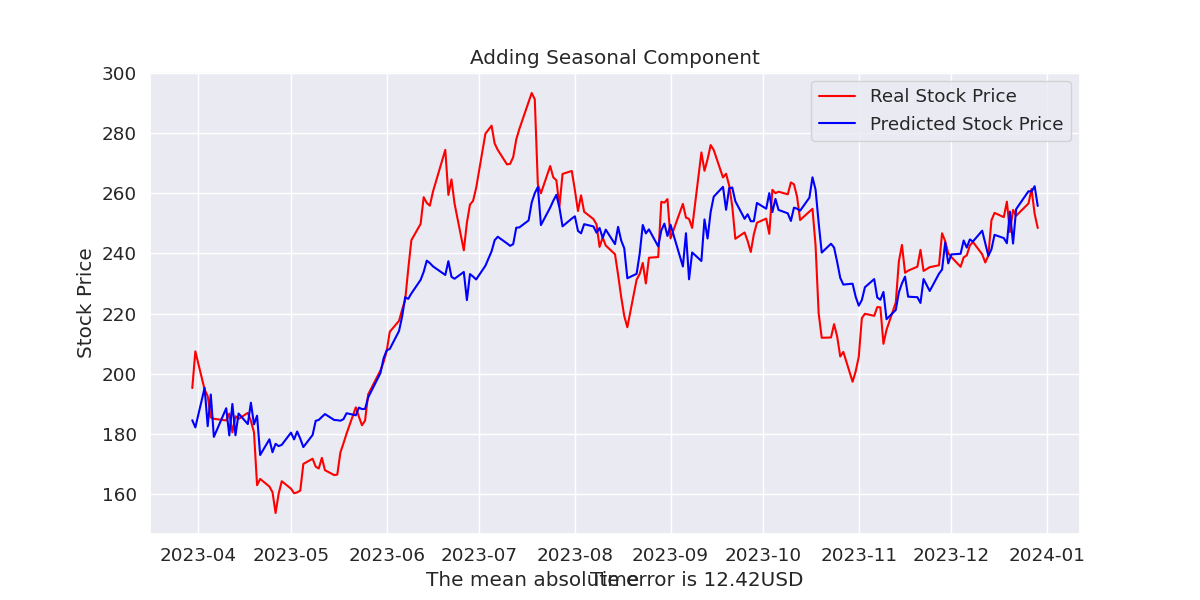 Adding Seasonal Component
Real Stock Price
Predicted Stock Price
Stock Price
300
280
260
240
220
200
180
160
2023-04 2023-05 2023-06 2023-07 2023-08 2023-09 2023-10 2023-11 2023-12 2024-01
Time
The mean absolute error is 12.42USD